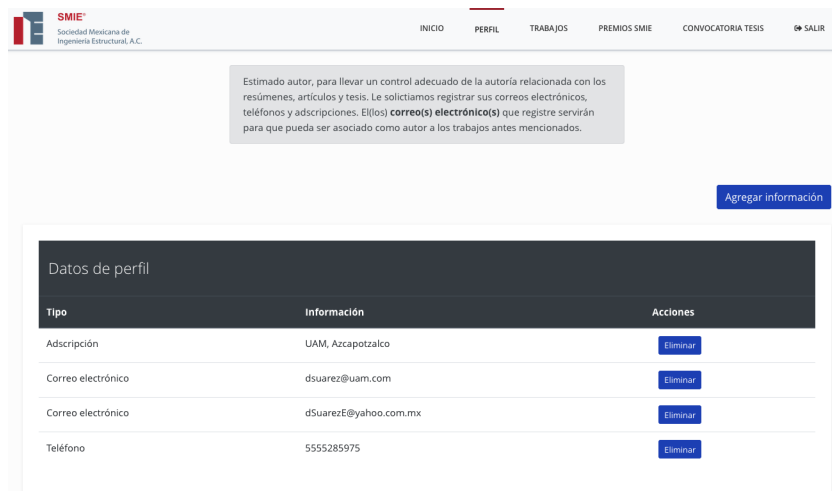 SMIE®
Sociedad Mexicana de
Ingeniería Estructural, A.C.
INICIO PERFIL TRABAJOS PREMIOS SMIE CONVOCATORIA TESIS SALIR
Estimado autor, para llevar un control adecuado de la autoría relacionada con los
resúmenes, artículos y tesis. Le solictiamos registrar sus correos electrónicos,
teléfonos y adscripciones. El(los) correo(s) electrónico(s) que registre servirán
para que pueda ser asociado como autor a los trabajos antes mencionados.
Agregar información
Datos de perfil
Tipo Información Acciones
Adscripción UAM, Azcapotzalco Eliminar
Correo electrónico dsuarez@uam.com Eliminar
Correo electrónico dSuarezE@yahoo.com.mx Eliminar
Teléfono 5555285975 Eliminar